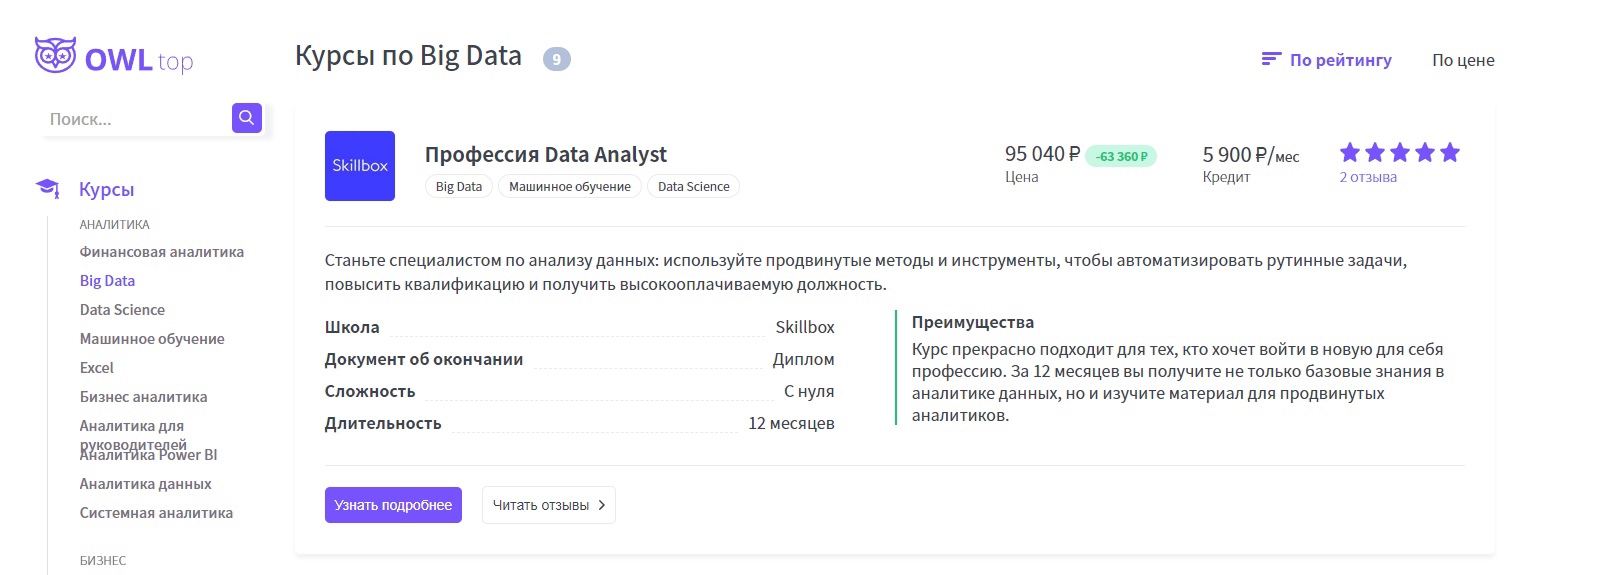 OWL top
Курсы по Big Data 9
По рейтингу По цене
Поиск...
Курсы
АНАЛИТИКА
Финансовая аналитика
Big Data
Data Science
Машинное обучение
Excel
Бизнес аналитика
Аналитика для
руководителей
Аналитика Power BI
Аналитика данных
Системная аналитика
БИЗНЕС
Skillbox
Профессия Data Analyst
Big Data Машинное обучение Data Science
95 040 ₽ -63 360 ₽
Цена
5 900 ₽/мес
Кредит
2 отзыва
Станьте специалистом по анализу данных: используйте продвинутые методы и инструменты, чтобы автоматизировать рутинные задачи,
повысить квалификацию и получить высокооплачиваемую должность.
Школа Skillbox
Документ об окончании Диплом
Сложность С нуля
Длительность 12 месяцев
Преимущества
Курс прекрасно подходит для тех, кто хочет войти в новую для себя
профессию. За 12 месяцев вы получите не только базовые знания в
аналитике данных, но и изучите материал для продвинутых
аналитиков.
Узнать подробнее
Читать отзывы